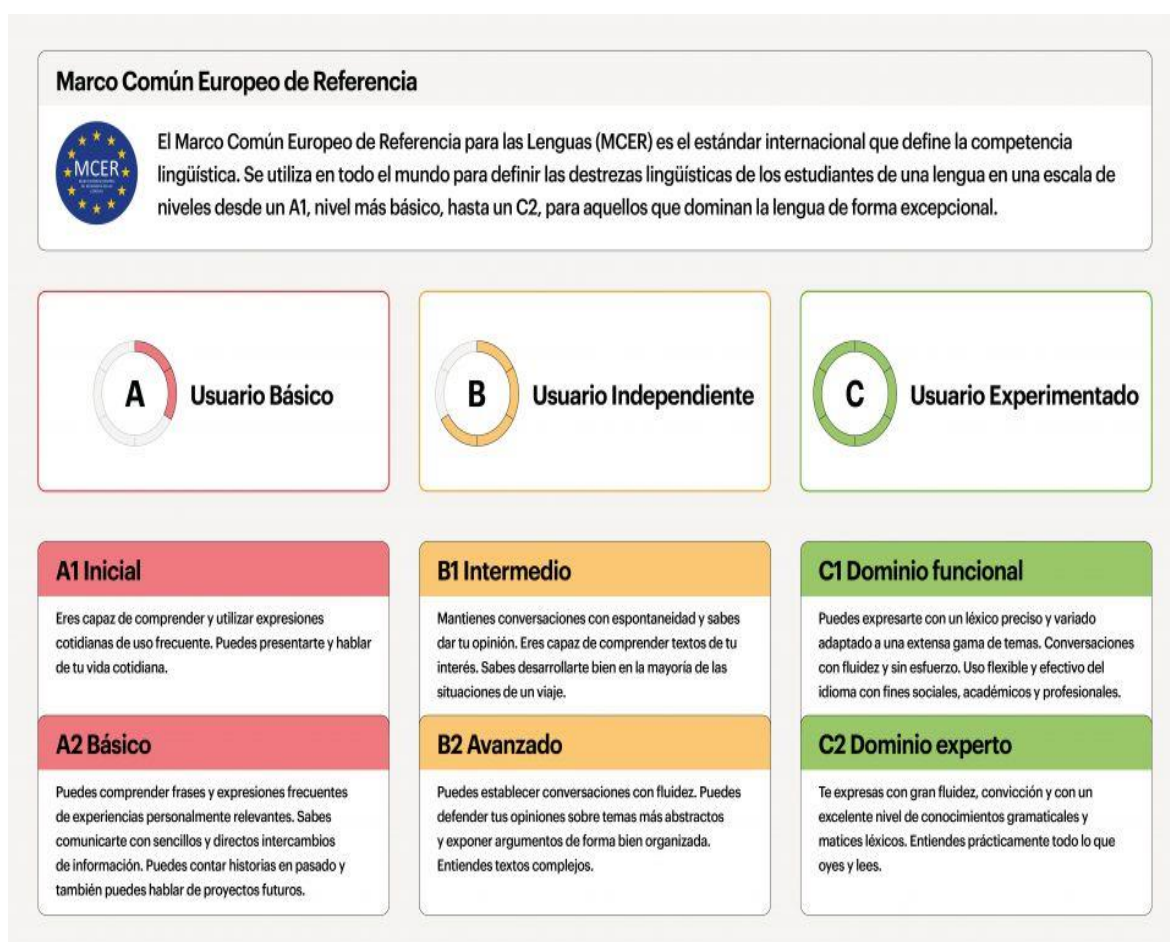 Marco Común Europeo de Referencia
MCER
El Marco Común Europeo de Referencia para las Lenguas (MCER) es el estándar internacional que define la competencia
lingüística. Se utiliza en todo el mundo para definir las destrezas lingüísticas de los estudiantes de una lengua en una escala de
niveles desde un A1, nivel más básico, hasta un C2, para aquellos que dominan la lengua de forma excepcional.
A
Usuario Básico
B
Usuario Independiente
C
Usuario Experimentado
A1 Inicial
Eres capaz de comprender y utilizar expresiones
cotidianas de uso frecuente. Puedes presentarte y hablar
de tu vida cotidiana.
A2 Básico
Puedes comprender frases y expresiones frecuentes
de experiencias personalmente relevantes. Sabes
comunicarte con sencillos y directos intercambios
de información. Puedes contar historias en pasado y
también puedes hablar de proyectos futuros.
B1 Intermedio
Mantienes conversaciones con espontaneidad y sabes
dar tu opinión. Eres capaz de comprender textos de tu
interés. Sabes desarrollarte bien en la mayoría de las
situaciones de un viaje.
B2 Avanzado
Puedes establecer conversaciones con fluidez. Puedes
defender tus opiniones sobre temas más abstractos
y exponer argumentos de forma bien organizada.
Entiendes textos complejos.
C1 Dominio funcional
Puedes expresarte con un léxico preciso y variado
adaptado a una extensa gama de temas. Conversaciones
con fluidez y sin esfuerzo. Uso flexible y efectivo del
idioma con fines sociales, académicos y profesionales.
C2 Dominio experto
Te expresas con gran fluidez, convicción y con un
excelente nivel de conocimientos gramaticales y
matices léxicos. Entiendes prácticamente todo lo que
oyes y lees.